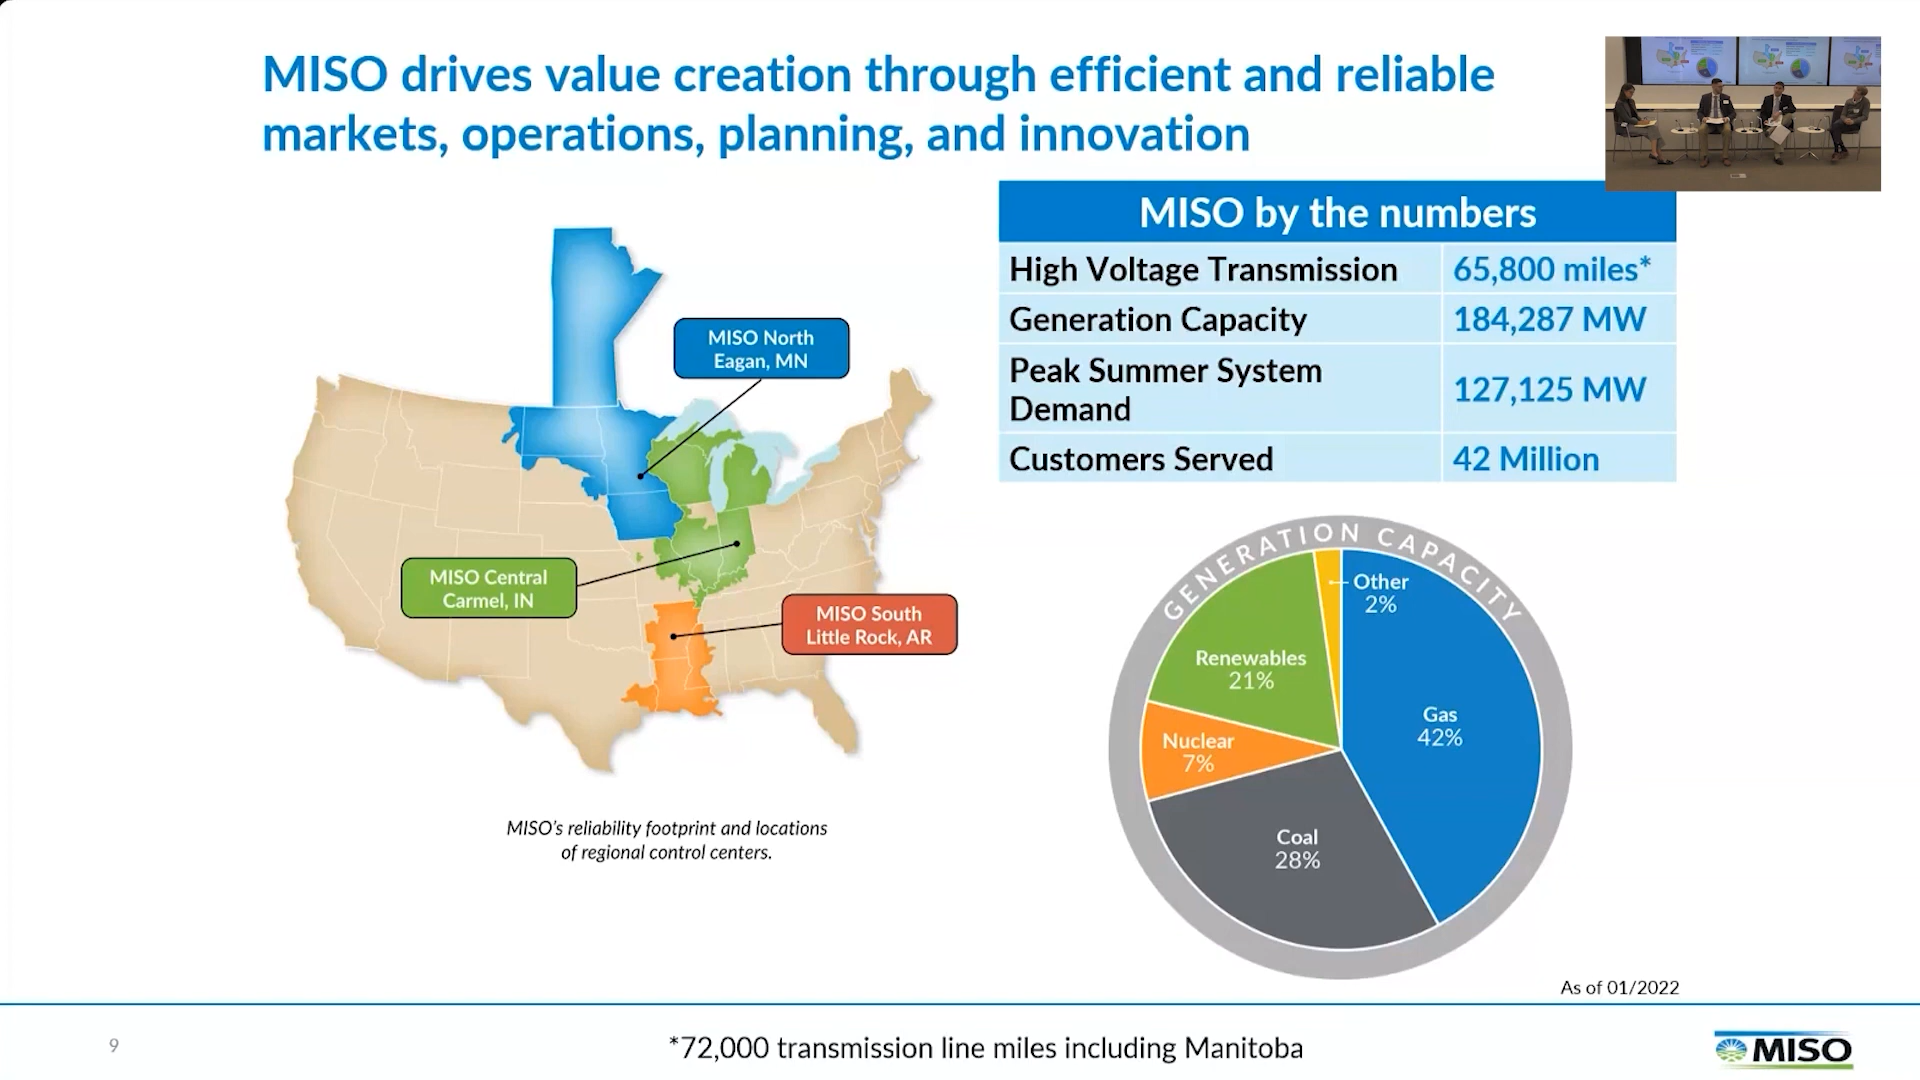 MISO drives value creation through efficient and reliable
markets, operations, planning, and innovation
MISO North
Eagan, MN
MISO Central
Carmel, IN
MISO South
Little Rock, AR
MISO's reliability footprint and locations
of regional control centers.
MISO by the numbers
High Voltage Transmission 65,800 miles*
Generation Capacity 184,287 MW
Peak Summer System
Demand 127,125 MW
Customers Served 42 Million
GENERATION CAPACITY
Other
2%
Renewables
21%
Gas
42%
Nuclear
7%
Coal
28%
As of 01/2022
9
*72,000 transmission line miles including Manitoba
MISO